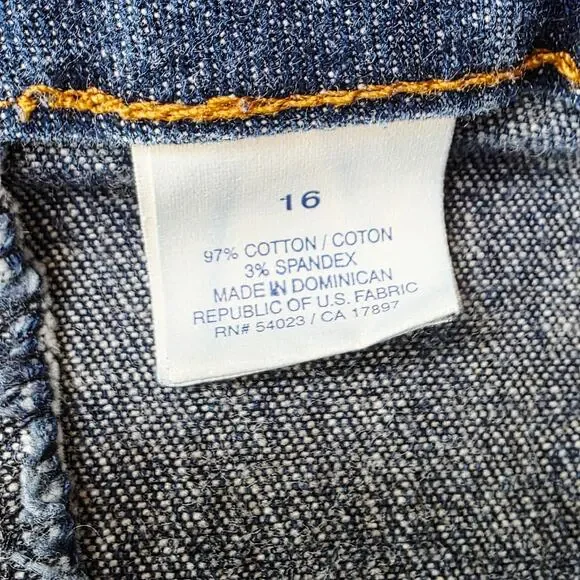 16
97% COTTON / COTON
3% SPANDEX
MADE IN DOMINICAN
REPUBLIC OF U.S. FABRIC
RN# 54023 / CA 17897